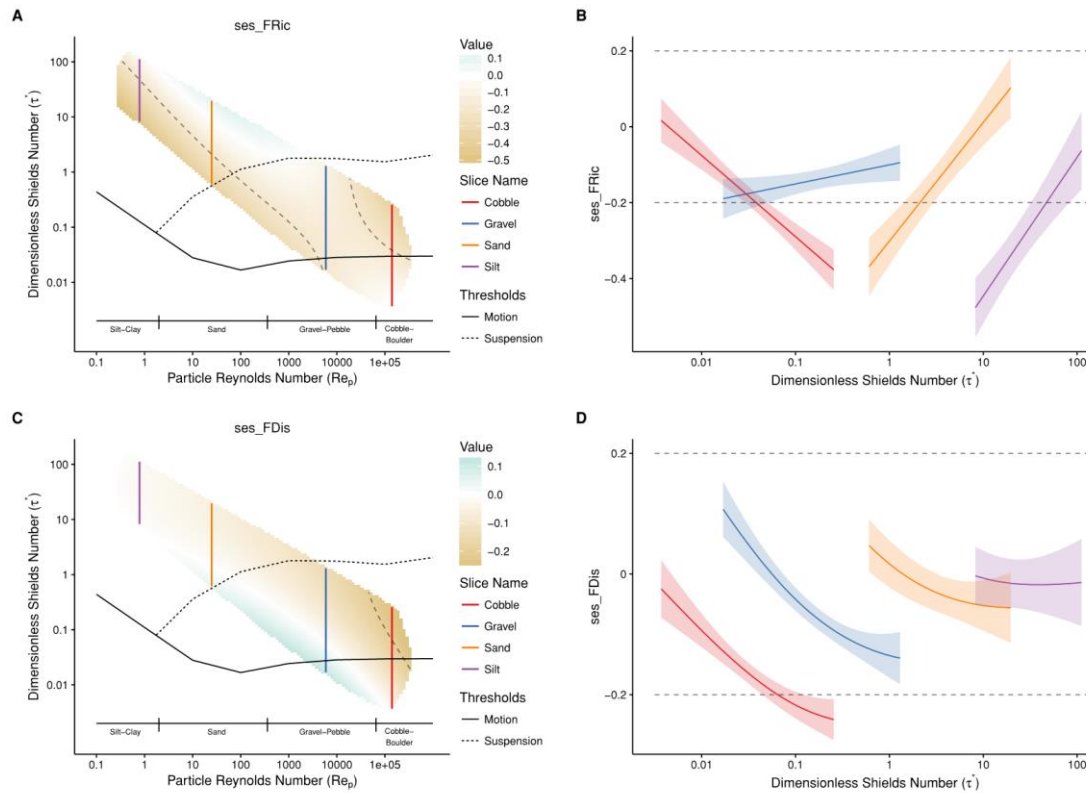 A
ses_FRic
Dimensionless Shields Number (τ*)
100
10
1
0.1
0.01
Silt-Clay
Sand
Gravel-Pebble
Cobble-
Boulder
0.1
1
10
100
1000
10000
1e+05
Particle Reynolds Number (Rep)
Value
0.1
0.0
−0.1
−0.2
−0.3
−0.4
−0.5
Slice Name
Cobble
Gravel
Sand
Silt
Thresholds
Motion
Suspension
B
ses_FRic
0.2
0
−0.2
−0.4
0.01
0.1
1
10
100
Dimensionless Shields Number (τ*)
C
ses_FDis
Dimensionless Shields Number (τ*)
100
10
1
0.1
0.01
Silt-Clay
Sand
Gravel-Pebble
Cobble-
Boulder
0.1
1
10
100
1000
10000
1e+05
Particle Reynolds Number (Rep)
Value
0.1
0.0
−0.1
−0.2
Slice Name
Cobble
Gravel
Sand
Silt
Thresholds
Motion
Suspension
D
ses_FDis
0.2
0
−0.2
0.01
0.1
1
10
100
Dimensionless Shields Number (τ*)